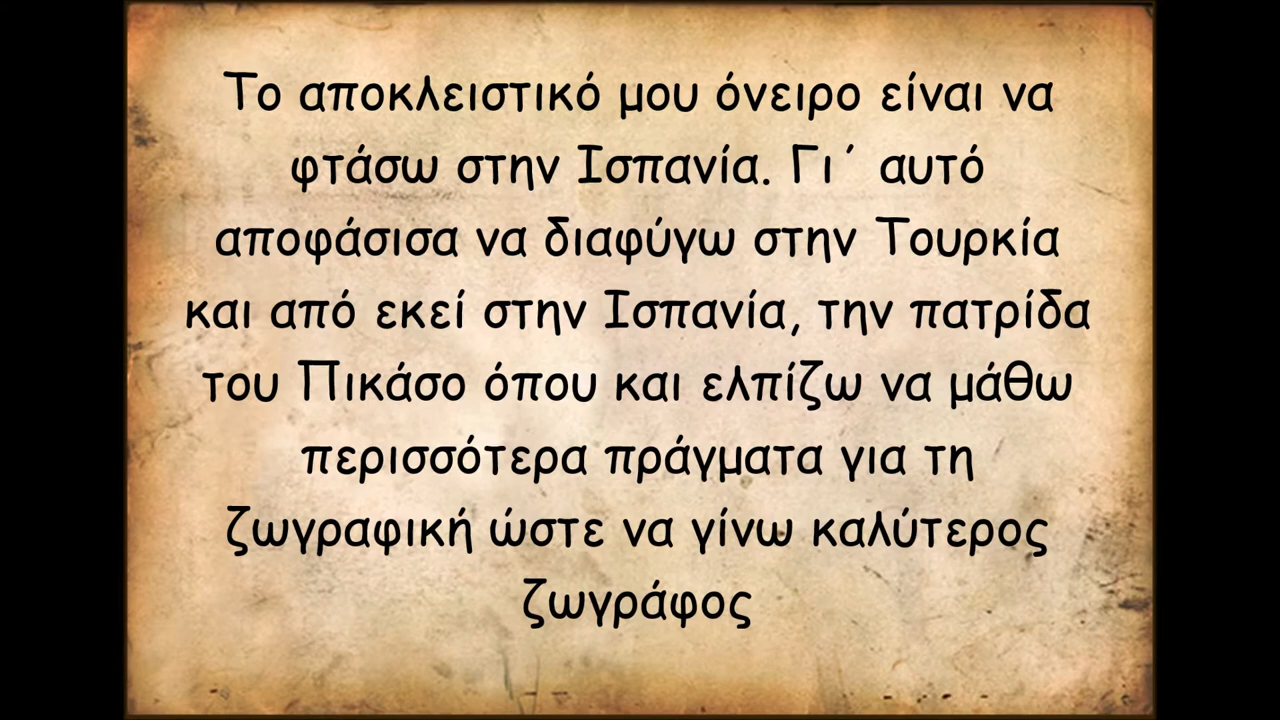 Το αποκλειστικό μου όνειρο είναι να
φτάσω στην Ισπανία. Γι΄ αυτό
αποφάσισα να διαφύγω στην Τουρκία
και από εκεί στην Ισπανία, την πατρίδα
του Πικάσο όπου και ελπίζω να μάθω
περισσότερα πράγματα για τη
ζωγραφική ώστε να γίνω καλύτερος
ζωγράφος